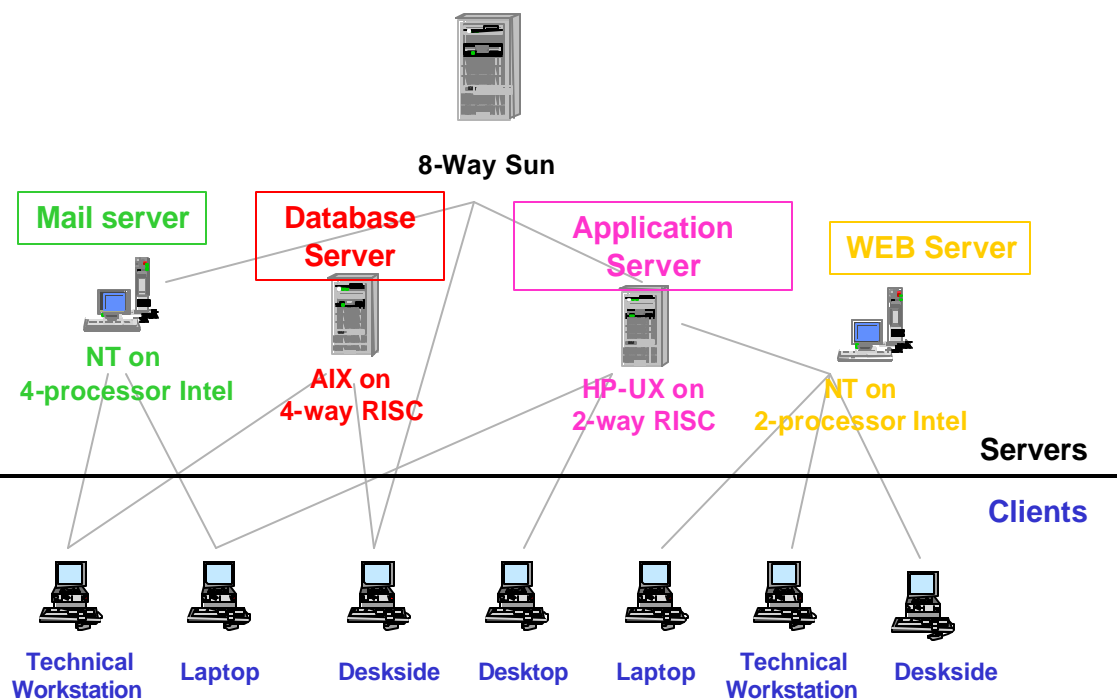 8-Way Sun
Mail server
Database
Server
Application
Server
WEB Server
NT on
4-processor Intel
AIX on
4-way RISC
HP-UX on
2-way RISC
NT on
2-processor Intel
Servers
Clients
Technical
Workstation
Laptop
Deskside
Desktop
Laptop
Technical
Workstation
Deskside